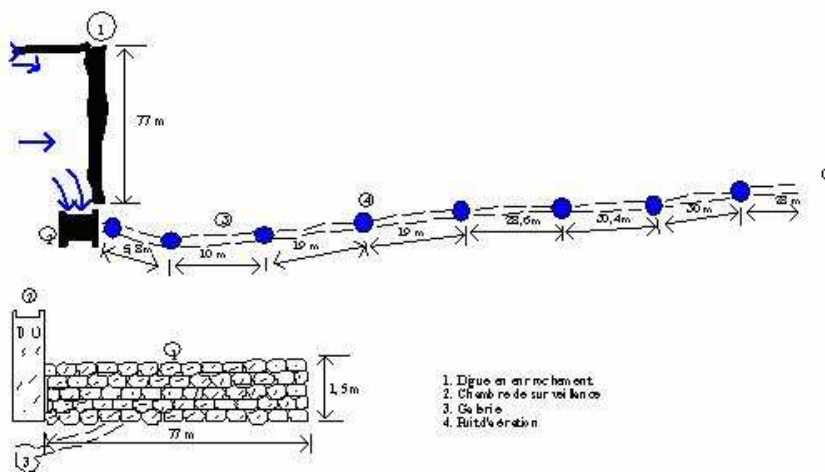 1
77 m
2
3
4
5,8m
10 m
19 m
19 m
28,6m
30,4m
30 m
28 m
2
1
1,5m
77 m
3
1. Digue en enrochement
2. Chambre de surveillance
3. Galerie
4. Puit d'aération